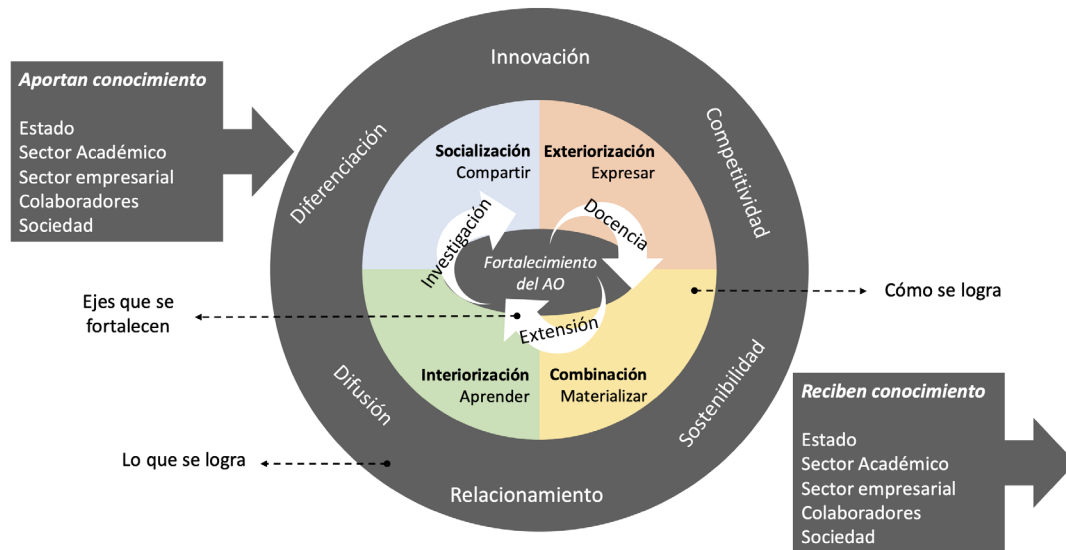 Aportan conocimiento
Estado
Sector Académico
Sector empresarial
Colaboradores
Sociedad
Innovación
Diferenciación
Competitividad
Socialización
Compartir
Exteriorización
Expresar
Investigación
Docencia
Fortalecimiento
del AO
Extensión
Interiorización
Aprender
Combinación
Materializar
Ejes que se
fortalecen
Cómo se logra
Difusión
Sostenibilidad
Lo que se logra
Relacionamiento
Reciben conocimiento
Estado
Sector Académico
Sector empresarial
Colaboradores
Sociedad